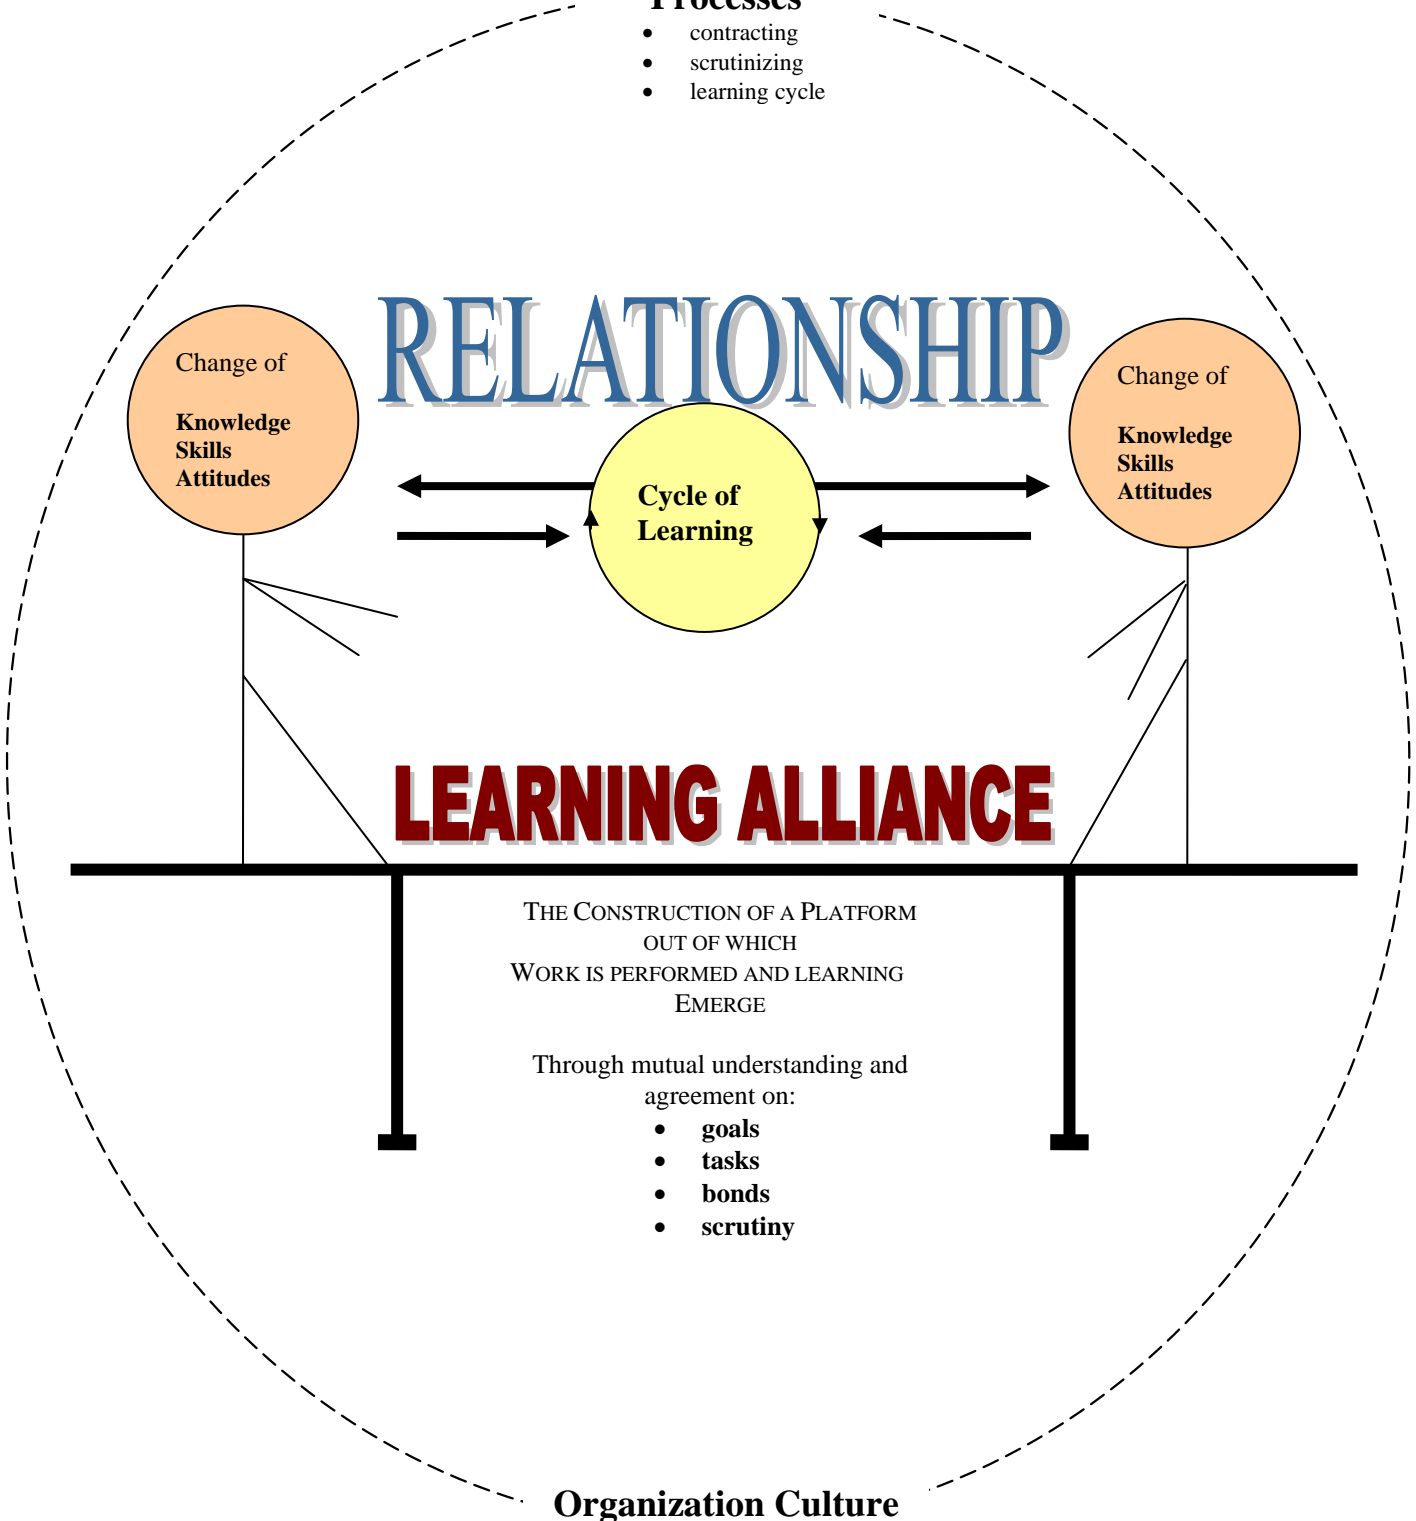 Processes
• contracting
• scrutinizing
• learning cycle
RELATIONSHIP
Change of
Knowledge
Skills
Attitudes
Change of
Knowledge
Skills
Attitudes
Cycle of
Learning
LEARNING ALLIANCE
THE CONSTRUCTION OF A PLATFORM
OUT OF WHICH
WORK IS PERFORMED AND LEARNING
EMERGE
Through mutual understanding and
agreement on:
• goals
• tasks
• bonds
• scrutiny
Organization Culture